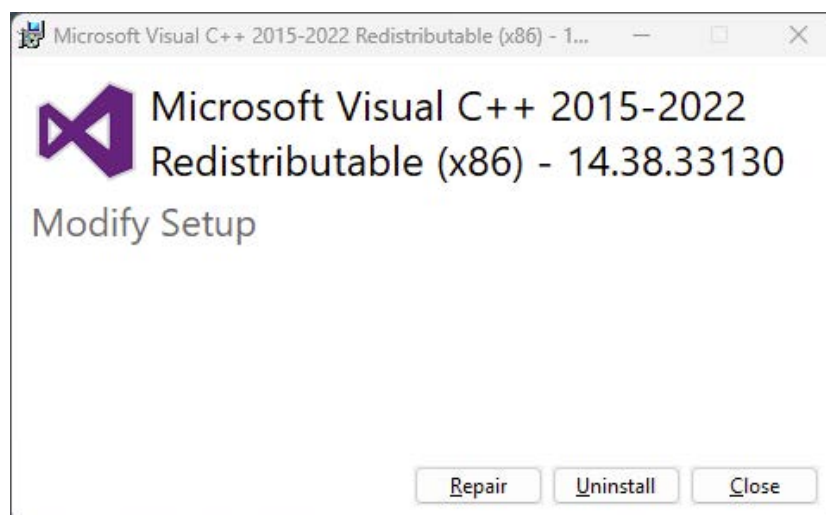 Microsoft Visual C++ 2015-2022 Redistributable (x86) - 1...
Microsoft Visual C++ 2015-2022
Redistributable (x86) - 14.38.33130
Modify Setup
Repair Uninstall Close